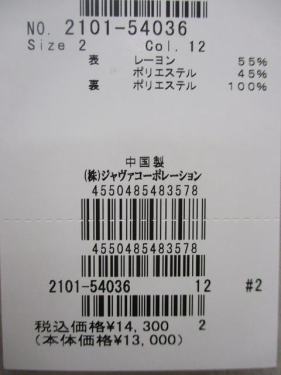 NO. 2101-54036
Size 2 Col. 12
表 レーヨン 55%
ポリエステル 45%
裏 ポリエステル 100%
中国製
(株)ジャヴァコーポレーション
4550485483578
4550485483578
2101-54036 12 #2
税込価格¥14,300 2
(本体価格¥13,000)